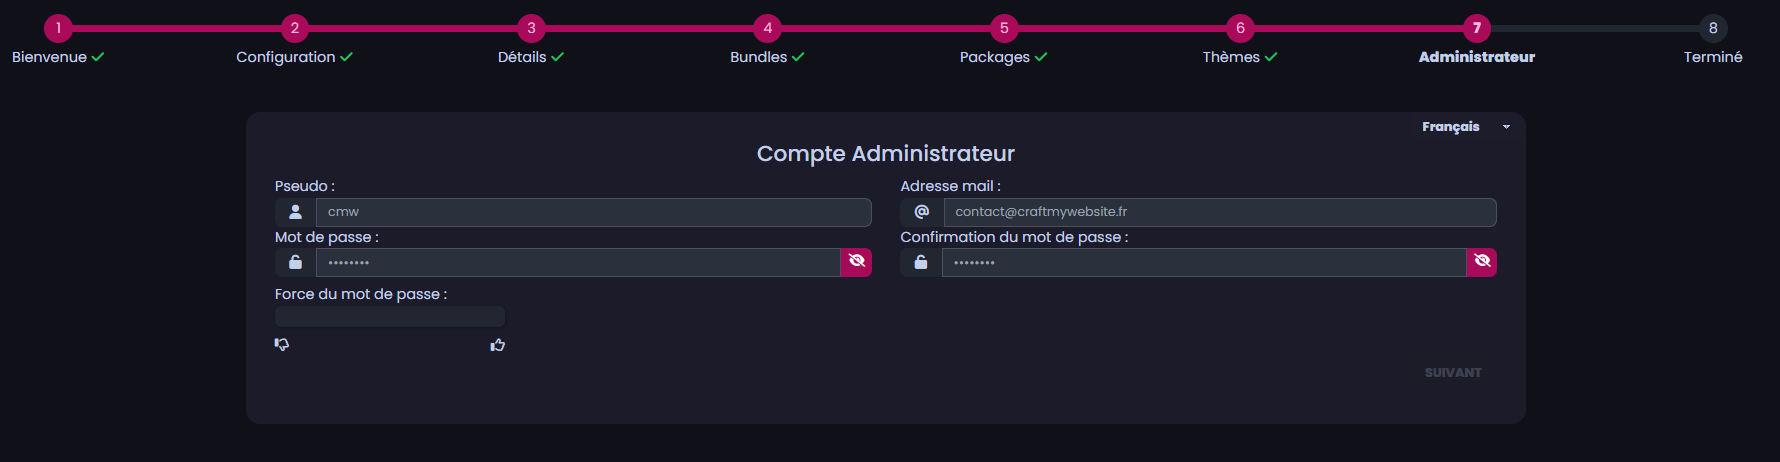 1 2 3 4 5 6 7 8
Bienvenue Configuration Détails Bundles Packages Thèmes Administrateur Terminé
Français
Compte Administrateur
Pseudo : Adresse mail :
cmw contact@craftmywebsite.fr
Mot de passe : Confirmation du mot de passe :
•••••••• ••••••••
Force du mot de passe :
SUIVANT